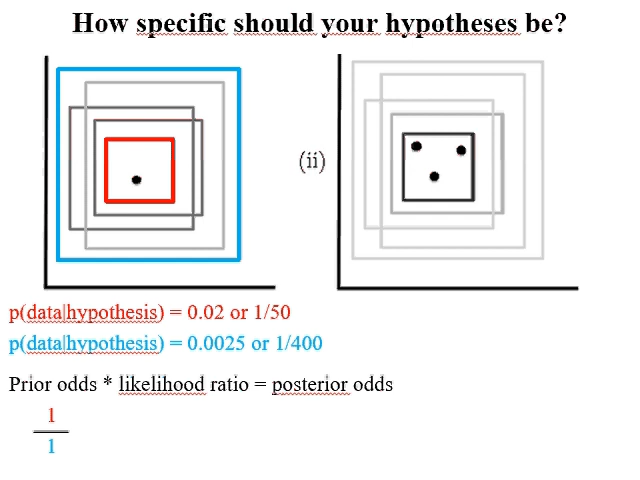 How specific should your hypotheses be?
(ii)
p(data|hypothesis) = 0.02 or 1/50
p(data|hypothesis) = 0.0025 or 1/400
Prior odds * likelihood ratio = posterior odds
1
1